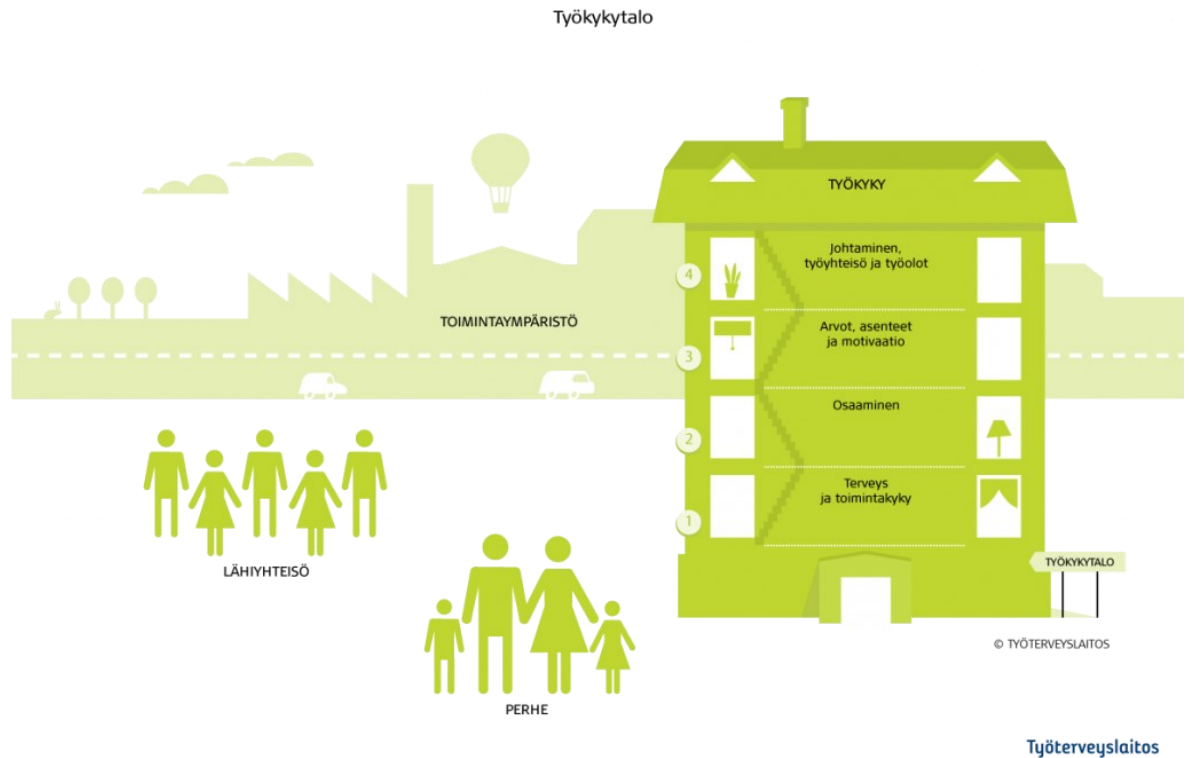 Työkykytalo
TYÖKYKY
4
Johtaminen,
työyhteisö ja työolot
3
Arvot, asenteet
ja motivaatio
2
Osaaminen
1
Terveys
ja toimintakyky
TOIMINTAYMPÄRISTÖ
LÄHIYHTEISÖ
PERHE
TYÖKYKYTALO
© TYÖTERVEYSLAITOS
Työterveyslaitos